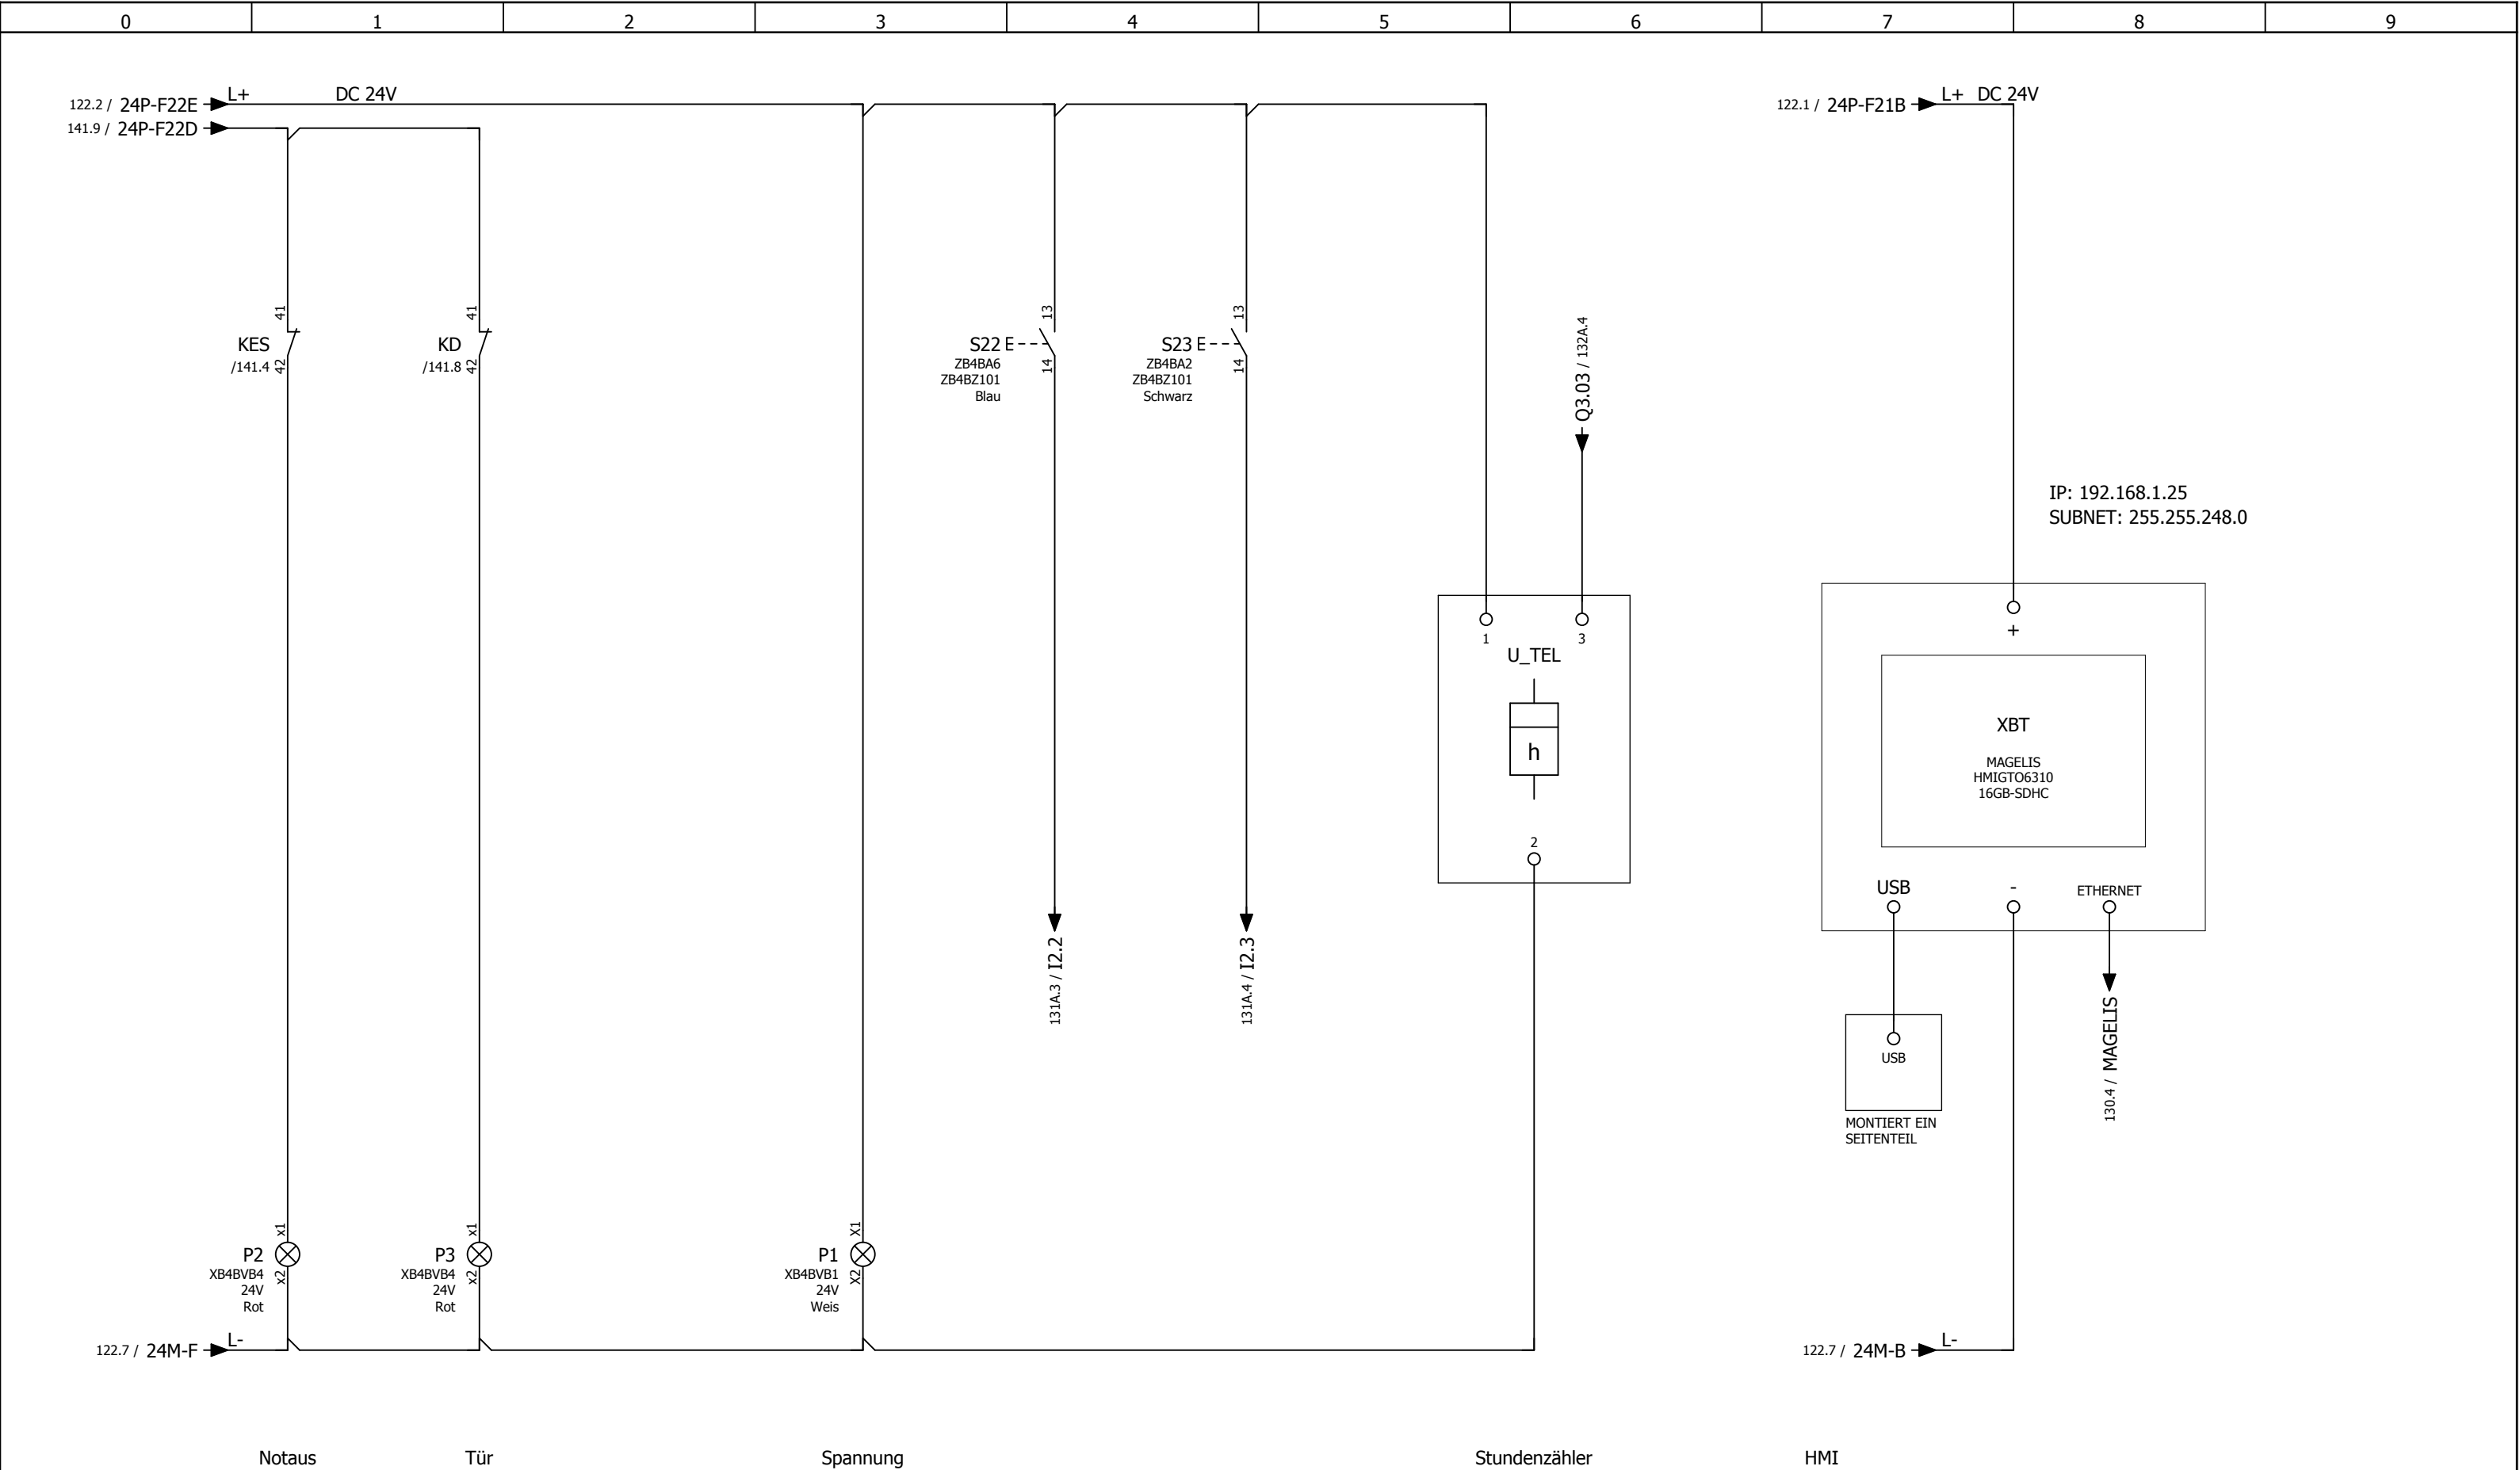 0 1 2 3 4 5 6 7 8 9
122.2 / 24P-F22E L+ DC 24V
141.9 / 24P-F22D
122.1 / 24P-F21B L+ DC 24V
41
KES
/141.4
42
41
KD
/141.8
42
13
S22
14
ZB4BA6
ZB4BZ101
Blau
13
S23
14
ZB4BA2
ZB4BZ101
Schwarz
Q3.03 / 132A.4
IP: 192.168.1.25
SUBNET: 255.255.248.0
1 3
U_TEL
h
2
+
XBT
MAGELIS
HMIGTO6310
16GB-SDHC
USB - ETHERNET
131A.3 / I2.2
131A.4 / I2.3
USB
MONTIERT EIN
SEITENTEIL
130.4 / MAGELIS
x1
P2
x2
XB4BVB4
24V
Rot
x1
P3
x2
XB4BVB4
24V
Rot
X1
P1
X2
XB4BVB1
24V
Weis
122.7 / 24M-F L-
122.7 / 24M-B L-
Notaus Tür Spannung Stundenzähler HMI